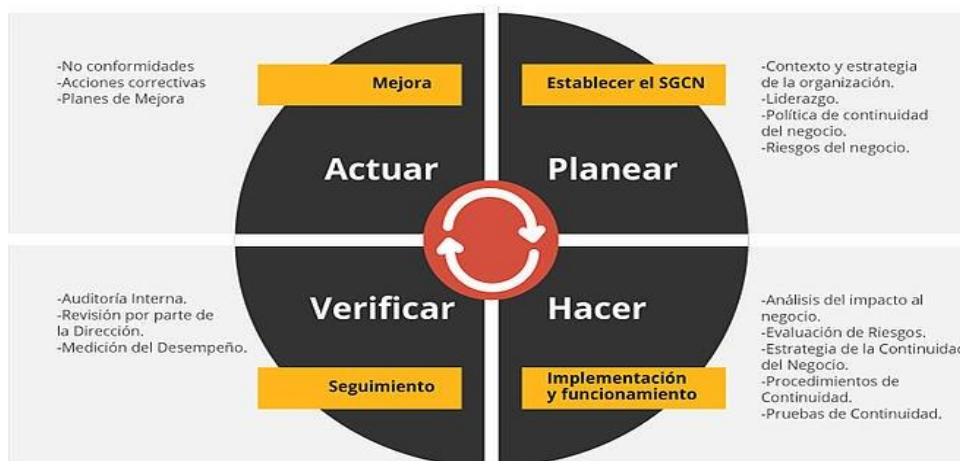 -No conformidades
-Acciones correctivas
-Planes de Mejora
Mejora
Actuar
Establecer el SGCN
Planear
-Contexto y estrategia
de la organización.
-Liderazgo.
-Política de continuidad
del negocio.
-Riesgos del negocio.
-Auditoría Interna.
-Revisión por parte de
la Dirección.
-Medición del Desempeño.
Verificar
Seguimiento
Hacer
Implementación
y funcionamiento
-Análisis del impacto al
negocio.
-Evaluación de Riesgos.
-Estrategia de la Continuidad
del Negocio.
-Procedimientos de
Continuidad.
-Pruebas de Continuidad.